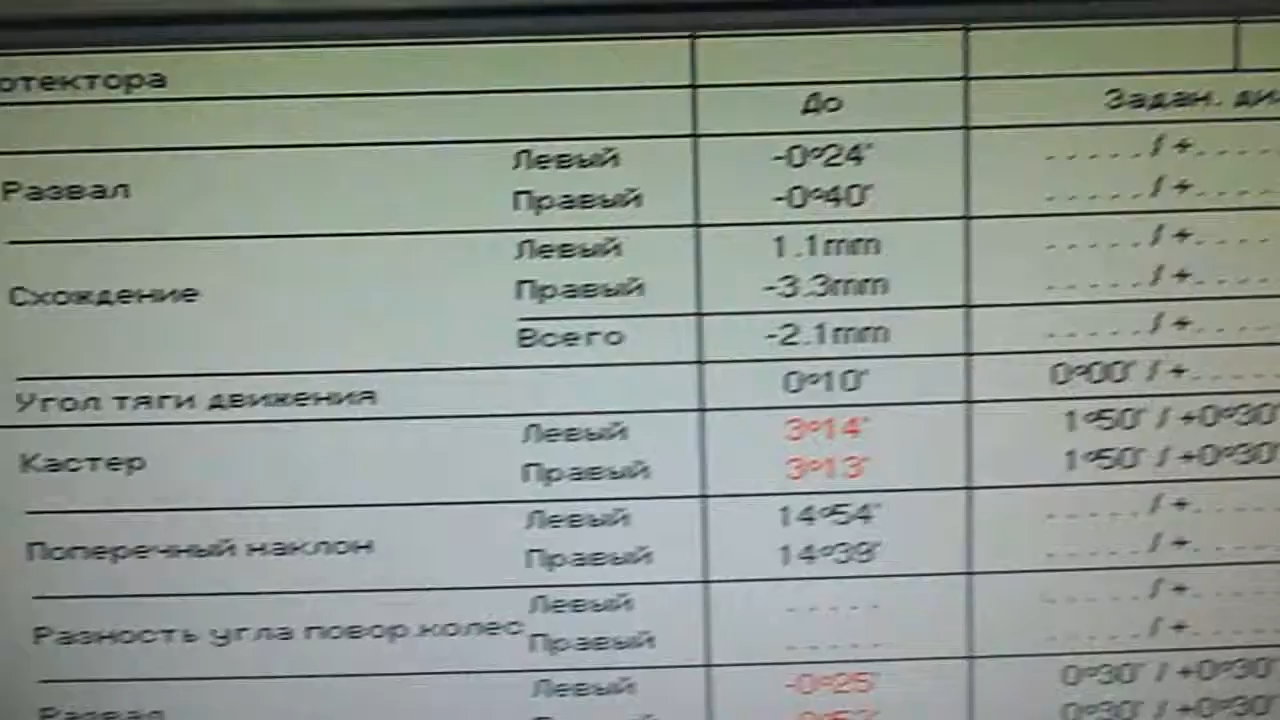 отектора
До Задан. ди
Развал Левый -0°24' - - - - - / + - - - -
Правый -0°40' - - - - - / + - - - -
Схождение Левый 1.1mm - - - - - / + - - - -
Правый -3.3mm - - - - - / + - - - -
Всего -2.1mm - - - - - / + - - - -
Угол тяги движения 0°10' 0°00' / + - - - -
Кастер Левый 3°14' 1°50' / +0°30'
Правый 3°13' 1°50' / +0°30'
Поперечный наклон Левый 14°54' - - - - - / + - - - -
Правый 14°39' - - - - - / + - - - -
Разность угла повор.колес Левый - - - - - - - - - - / + - - - -
Правый - - - - - - - - - - / + - - - -
Развал Левый -0°25' 0°30' / +0°30'
0°30' / +0°30'